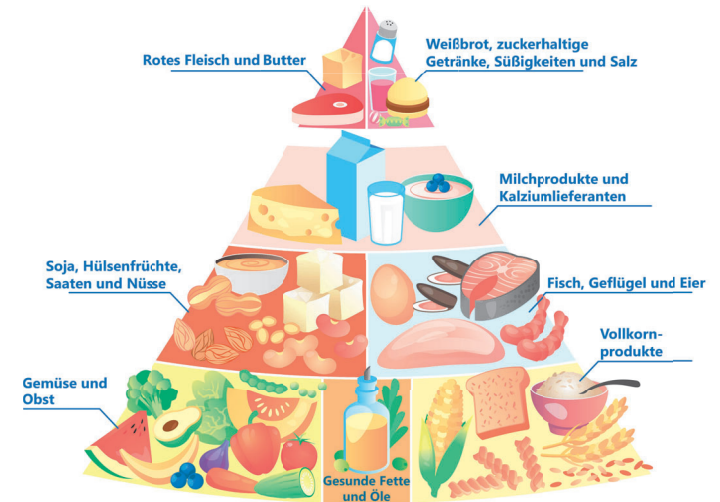 Rotes Fleisch und Butter
Weißbrot, zuckerhaltige
Getränke, Süßigkeiten und Salz
Milchprodukte und
Kalziumlieferanten
Soja, Hülsenfrüchte,
Saaten und Nüsse
Fisch, Geflügel und Eier
Vollkorn-
produkte
Gemüse und
Obst
Gesunde Fette
und Öle